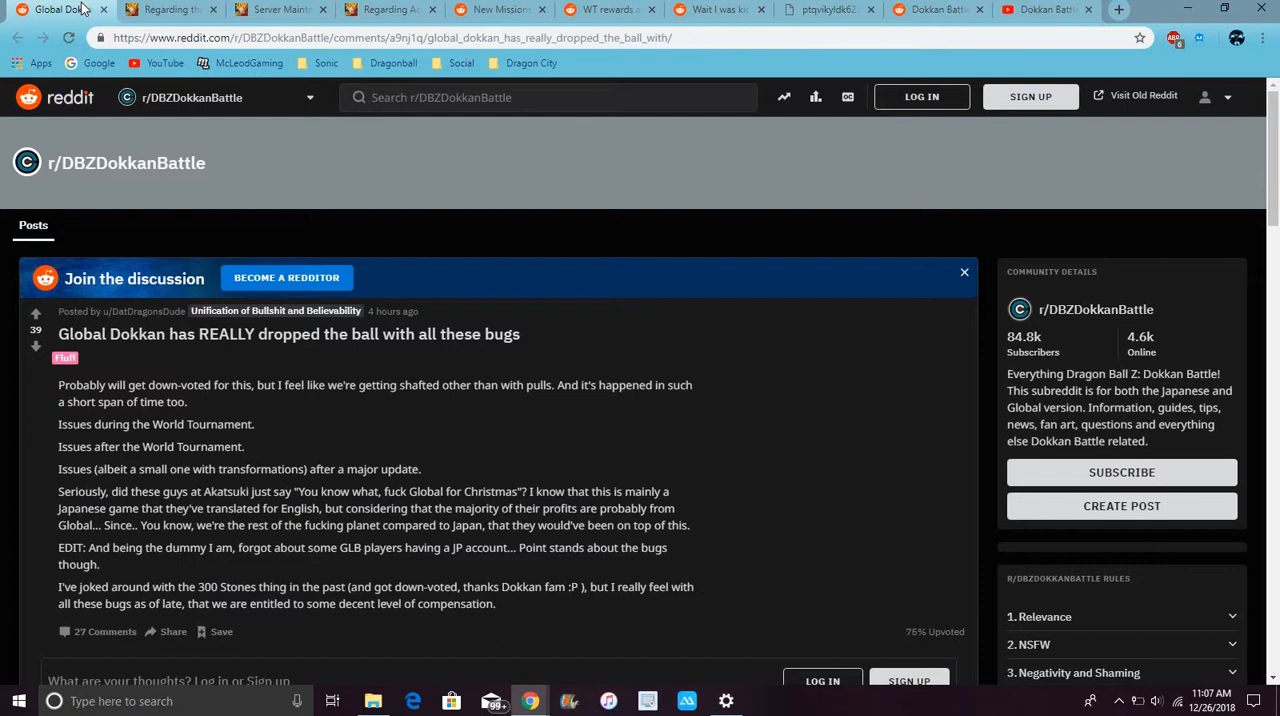 Global Dok
Regarding the
Server Mainte
Regarding Ac
New Missions
WT rewards a
Wait I was kic
ptqvikyldk62
Dokkan Battle
Dokkan Battle
https://www.reddit.com/r/DBZDokkanBattle/comments/a9nj1q/global_dokkan_has_really_dropped_the_ball_with/
ABP
6
Apps
Google
YouTube
McLeodGaming
Sonic
Dragonball
Social
Dragon City
reddit
r/DBZDokkanBattle
Search r/DBZDokkanBattle
OC
LOG IN
SIGN UP
Visit Old Reddit
r/DBZDokkanBattle
Posts
Join the discussion
BECOME A REDDITOR
Posted by u/DatDragonsDude Unification of Bullshit and Believability 4 hours ago
39
Global Dokkan has REALLY dropped the ball with all these bugs
Fluff
Probably will get down-voted for this, but I feel like we're getting shafted other than with pulls. And it's happened in such
a short span of time too.
Issues during the World Tournament.
Issues after the World Tournament.
Issues (albeit a small one with transformations) after a major update.
Seriously, did these guys at Akatsuki just say "You know what, fuck Global for Christmas"? I know that this is mainly a
Japanese game that they've translated for English, but considering that the majority of their profits are probably from
Global... Since.. You know, we're the rest of the fucking planet compared to Japan, that they would've been on top of this.
EDIT: And being the dummy I am, forgot about some GLB players having a JP account... Point stands about the bugs
though.
I've joked around with the 300 Stones thing in the past (and got down-voted, thanks Dokkan fam :P ), but I really feel with
all these bugs as of late, that we are entitled to some decent level of compensation.
27 Comments
Share
Save
75% Upvoted
What are your thoughts? Log in or Sign up
LOG IN
SIGN UP
COMMUNITY DETAILS
r/DBZDokkanBattle
84.8k
Subscribers
4.6k
Online
Everything Dragon Ball Z: Dokkan Battle!
This subreddit is for both the Japanese and
Global version. Information, guides, tips,
news, fan art, questions and everything
else Dokkan Battle related.
SUBSCRIBE
CREATE POST
R/DBZDOKKANBATTLE RULES
1. Relevance
2. NSFW
3. Negativity and Shaming
Type here to search
99+
11:07 AM
12/26/2018